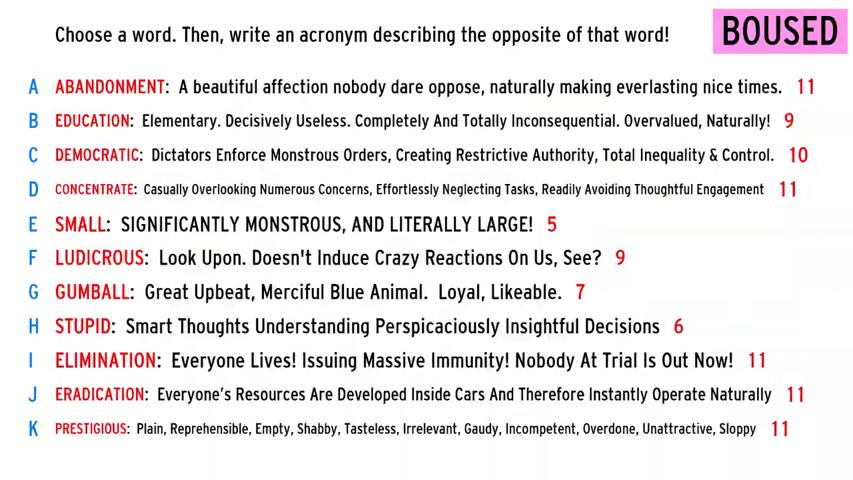 Choose a word. Then, write an acronym describing the opposite of that word!
BOUSED
A ABANDONMENT: A beautiful affection nobody dare oppose, naturally making everlasting nice times. 11
B EDUCATION: Elementary. Decisively Useless. Completely And Totally Inconsequential. Overvalued, Naturally! 9
C DEMOCRATIC: Dictators Enforce Monstrous Orders, Creating Restrictive Authority, Total Inequality & Control. 10
D CONCENTRATE: Casually Overlooking Numerous Concerns, Effortlessly Neglecting Tasks, Readily Avoiding Thoughtful Engagement 11
E SMALL: SIGNIFICANTLY MONSTROUS, AND LITERALLY LARGE! 5
F LUDICROUS: Look Upon. Doesn't Induce Crazy Reactions On Us, See? 9
G GUMBALL: Great Upbeat, Merciful Blue Animal. Loyal, Likeable. 7
H STUPID: Smart Thoughts Understanding Perspicaciously Insightful Decisions 6
I ELIMINATION: Everyone Lives! Issuing Massive Immunity! Nobody At Trial Is Out Now! 11
J ERADICATION: Everyone's Resources Are Developed Inside Cars And Therefore Instantly Operate Naturally 11
K PRESTIGIOUS: Plain, Reprehensible, Empty, Shabby, Tasteless, Irrelevant, Gaudy, Incompetent, Overdone, Unattractive, Sloppy 11